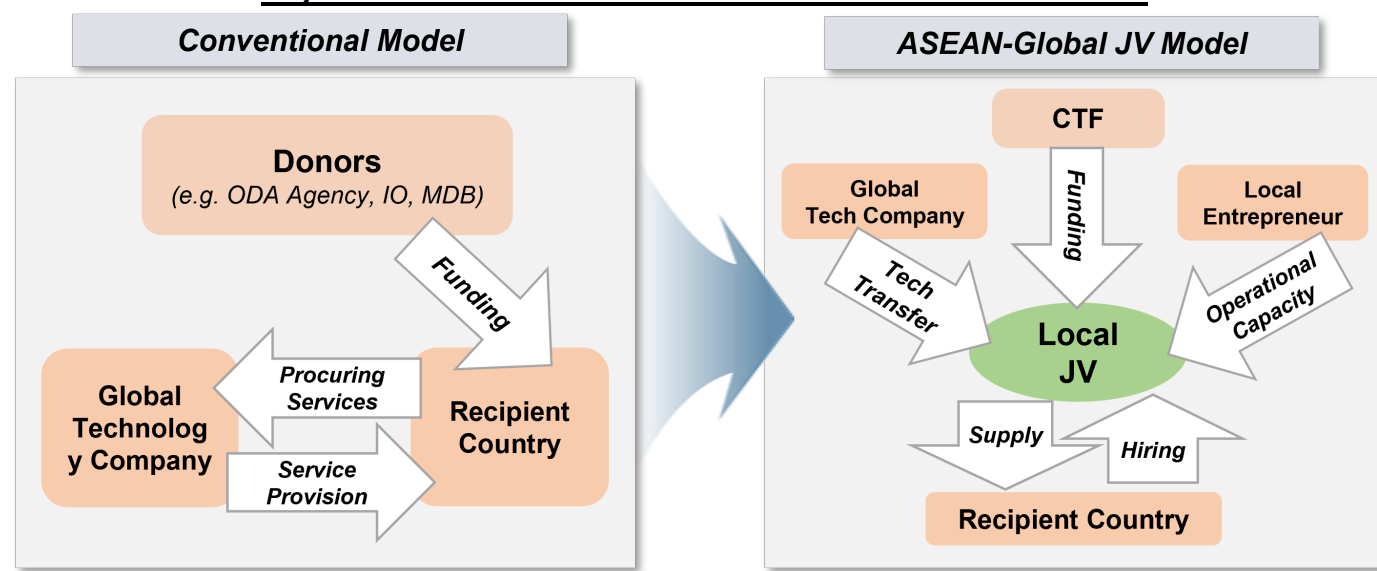 Conventional Model
ASEAN-Global JV Model
Donors
(e.g. ODA Agency, IO, MDB)
Funding
Procuring
Services
Global
Technolog
y Company
Recipient
Country
Service
Provision
CTF
Global
Tech Company
Funding
Local
Entrepreneur
Tech
Transfer
Operational
Capacity
Local
JV
Supply
Hiring
Recipient Country